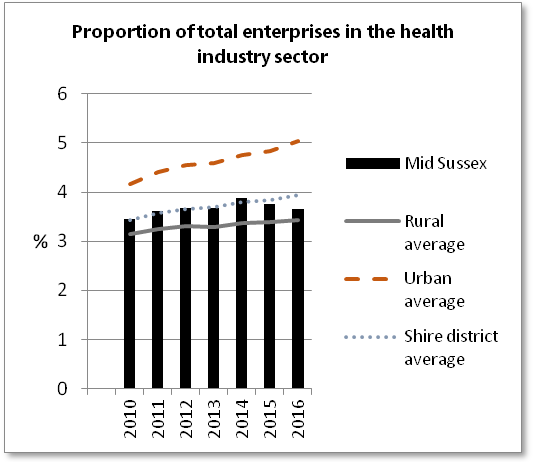 Proportion of total enterprises in the health
industry sector
6
5
4
3
2
1
0
%
2010
2011
2012
2013
2014
2015
2016
Mid Sussex
Rural
average
Urban
average
Shire district
average